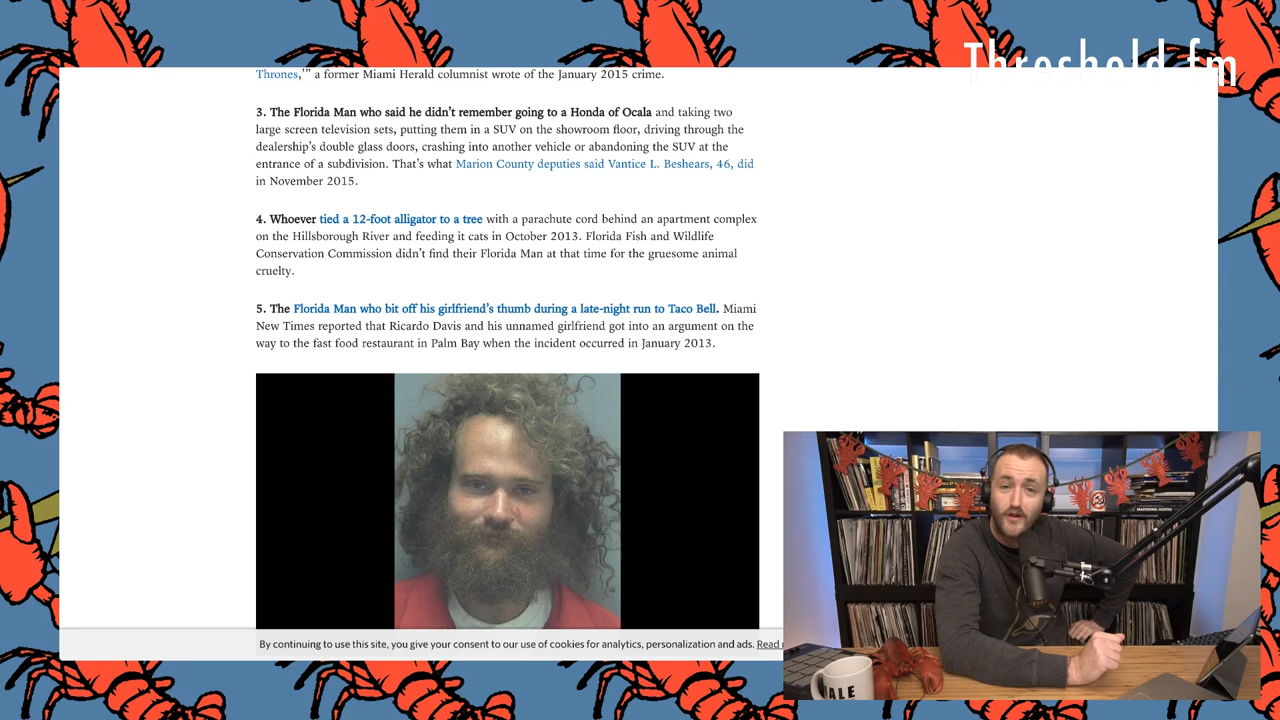 Threshold.fm
Thrones,’” a former Miami Herald columnist wrote of the January 2015 crime.
3. The Florida Man who said he didn’t remember going to a Honda of Ocala and taking two
large screen television sets, putting them in a SUV on the showroom floor, driving through the
dealership’s double glass doors, crashing into another vehicle or abandoning the SUV at the
entrance of a subdivision. That’s what Marion County deputies said Vantice L. Beshears, 46, did
in November 2015.
4. Whoever tied a 12-foot alligator to a tree with a parachute cord behind an apartment complex
on the Hillsborough River and feeding it cats in October 2013. Florida Fish and Wildlife
Conservation Commission didn’t find their Florida Man at that time for the gruesome animal
cruelty.
5. The Florida Man who bit off his girlfriend’s thumb during a late-night run to Taco Bell. Miami
New Times reported that Ricardo Davis and his unnamed girlfriend got into an argument on the
way to the fast food restaurant in Palm Bay when the incident occurred in January 2013.
By continuing to use this site, you give your consent to our use of cookies for analytics, personalization and ads. Read